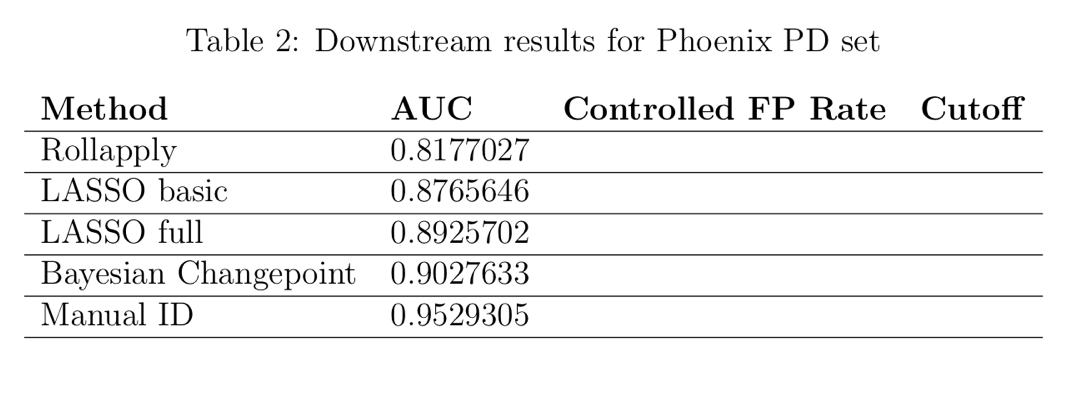 Table 2: Downstream results for Phoenix PD set
Method AUC Controlled FP Rate Cutoff
Rollapply 0.8177027
LASSO basic 0.8765646
LASSO full 0.8925702
Bayesian Changepoint 0.9027633
Manual ID 0.9529305